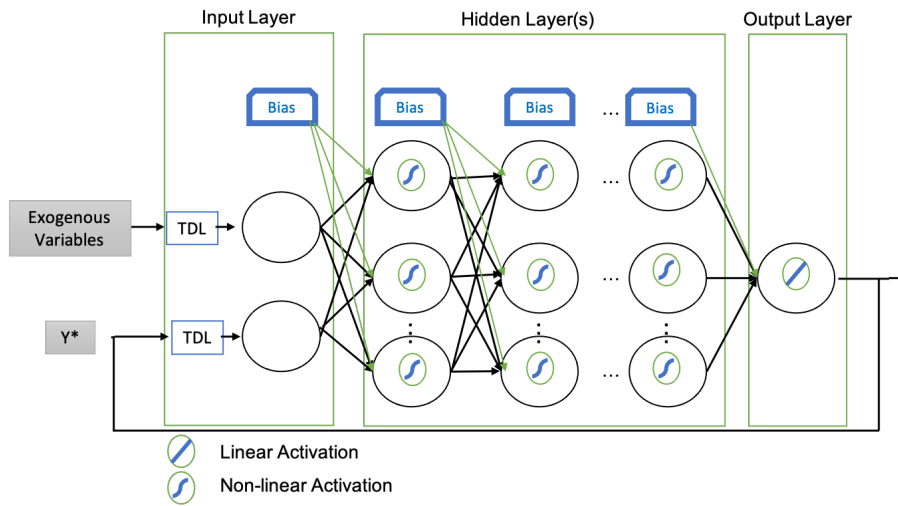 Input Layer
Hidden Layer(s)
Output Layer
Bias
Bias
Bias
...
Bias
...
Exogenous
Variables
TDL
...
Y*
TDL
...
Linear Activation
Non-linear Activation